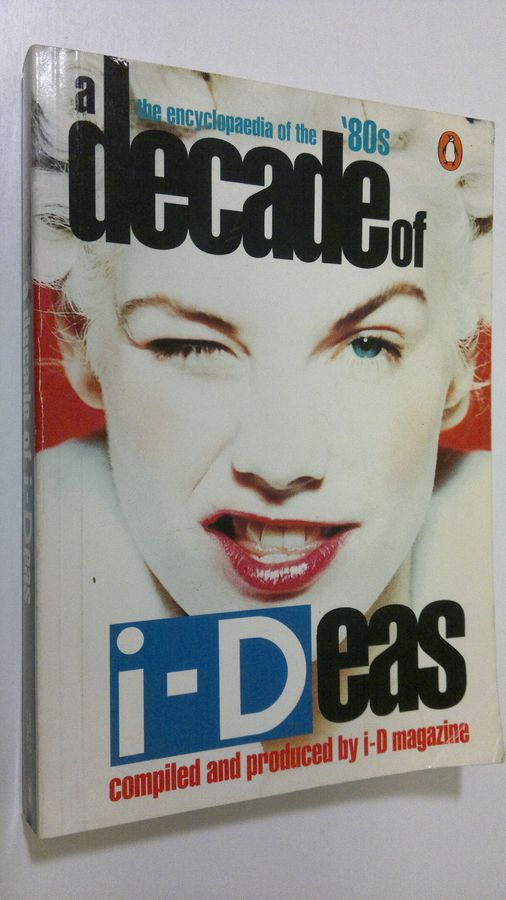 a
the encyclopaedia of the '80s
decade of
i-Deas
compiled and produced by i-D magazine
A Decade of i-Deas